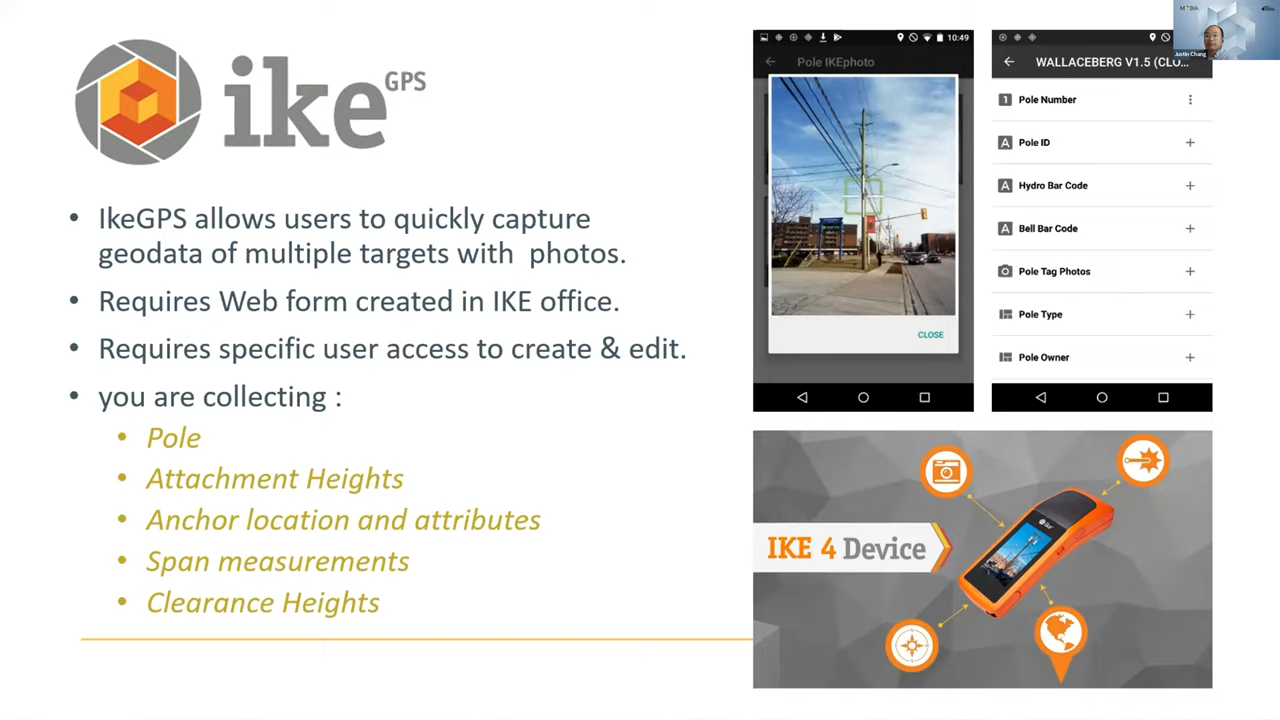 ike GPS
• IkeGPS allows users to quickly capture
geodata of multiple targets with photos.
• Requires Web form created in IKE office.
• Requires specific user access to create & edit.
• you are collecting :
• Pole
• Attachment Heights
• Anchor location and attributes
• Span measurements
• Clearance Heights
10:49
Pole IKEphoto
CLOSE
WALLACEBERG V1.5 (CLO...
1 Pole Number
A Pole ID
A Hydro Bar Code
A Bell Bar Code
Pole Tag Photos
Pole Type
Pole Owner
IKE 4 Device
Justin Chang